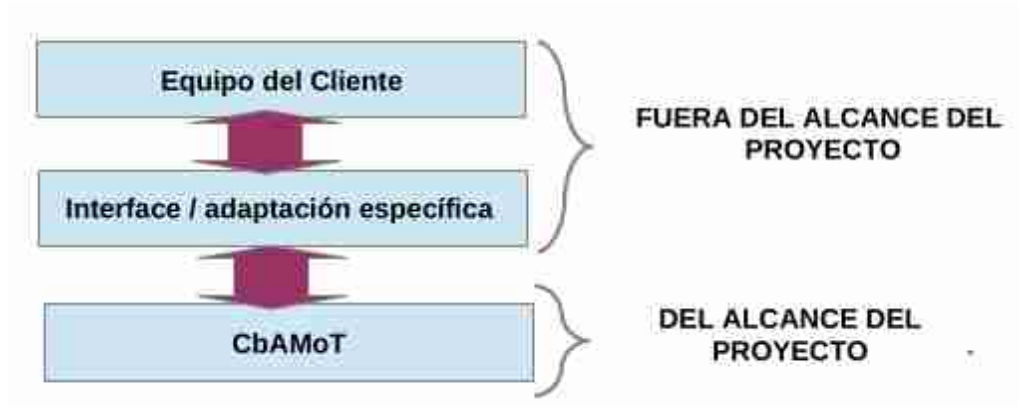 Equipo del Cliente
FUERA DEL ALCANCE DEL
PROYECTO
Interface / adaptación específica
DEL ALCANCE DEL
PROYECTO
CbAMoT